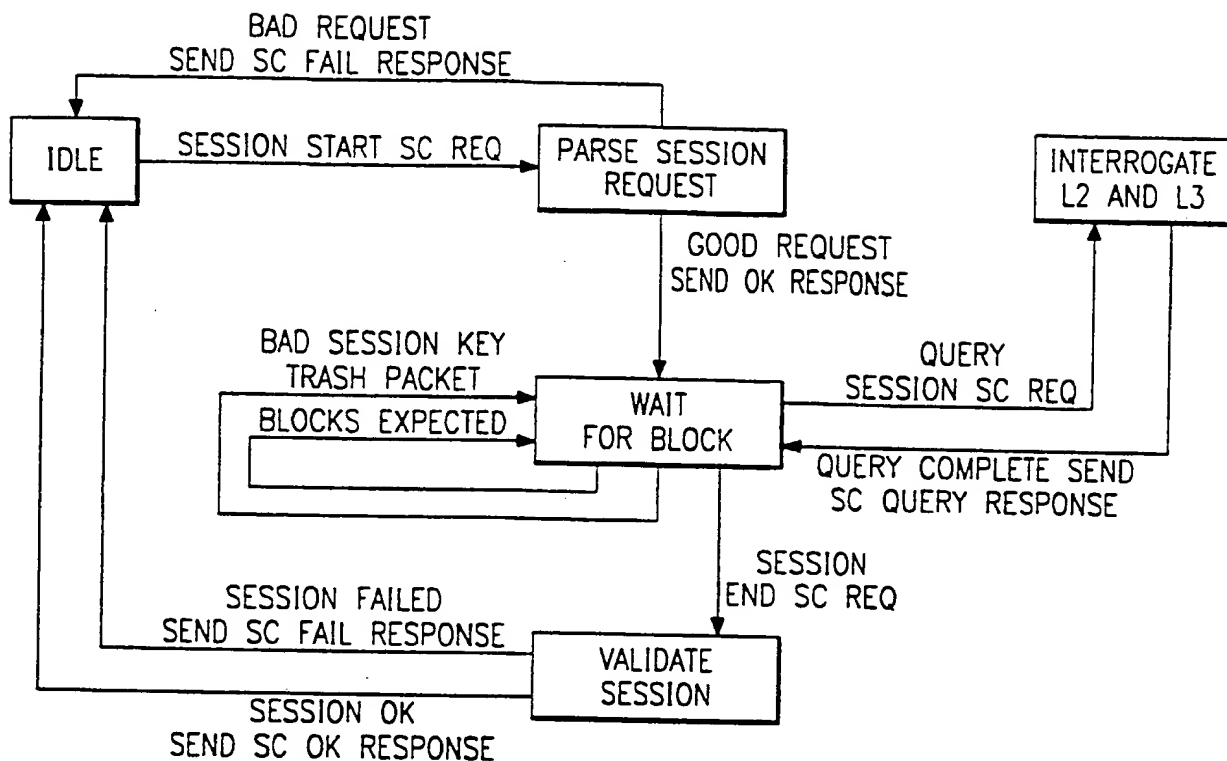 BAD REQUEST
SEND SC FAIL RESPONSE
IDLE
SESSION START SC REQ
PARSE SESSION
REQUEST
INTERROGATE
L2 AND L3
GOOD REQUEST
SEND OK RESPONSE
BAD SESSION KEY
TRASH PACKET
BLOCKS EXPECTED
WAIT
FOR BLOCK
QUERY
SESSION SC REQ
QUERY COMPLETE SEND
SC QUERY RESPONSE
SESSION
END SC REQ
SESSION FAILED
SEND SC FAIL RESPONSE
VALIDATE
SESSION
SESSION OK
SEND SC OK RESPONSE